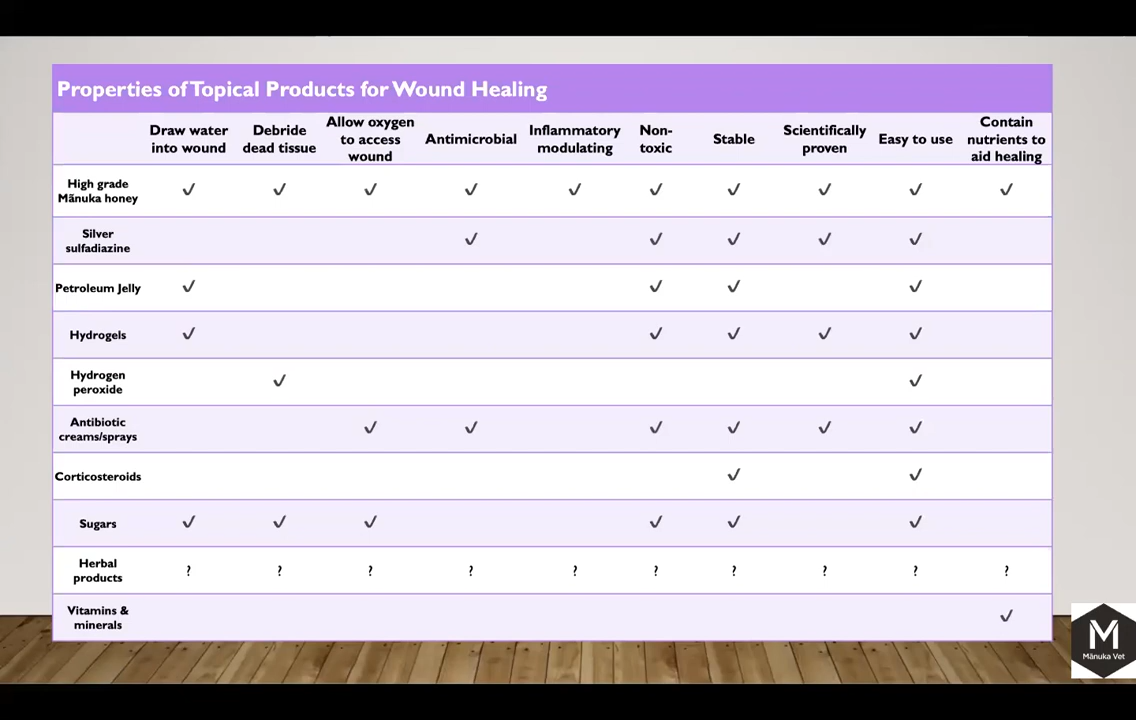 Properties of Topical Products for Wound Healing
Draw water into wound
Debride dead tissue
Allow oxygen to access wound
Antimicrobial
Inflammatory modulating
Non-toxic
Stable
Scientifically proven
Easy to use
Contain nutrients to aid healing
High grade Mānuka honey ✓ ✓ ✓ ✓ ✓ ✓ ✓ ✓ ✓ ✓
Silver sulfadiazine ✓ ✓ ✓ ✓ ✓
Petroleum Jelly ✓ ✓ ✓ ✓
Hydrogels ✓ ✓ ✓ ✓ ✓
Hydrogen peroxide ✓ ✓
Antibiotic creams/sprays ✓ ✓ ✓ ✓ ✓ ✓
Corticosteroids ✓ ✓
Sugars ✓ ✓ ✓ ✓ ✓ ✓
Herbal products ? ? ? ? ? ? ? ? ? ?
Vitamins & minerals ✓
M
Mānuka Vet